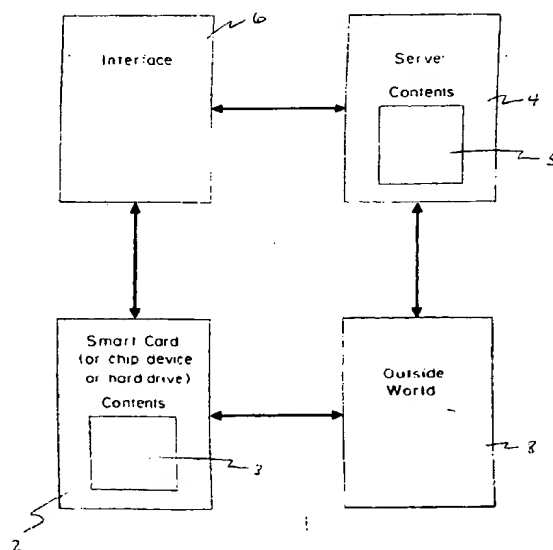 6
Interface
Server
Contents
4
5
Smart Card
(or chip device
or hard drive)
Contents
3
2
Outside
World
8